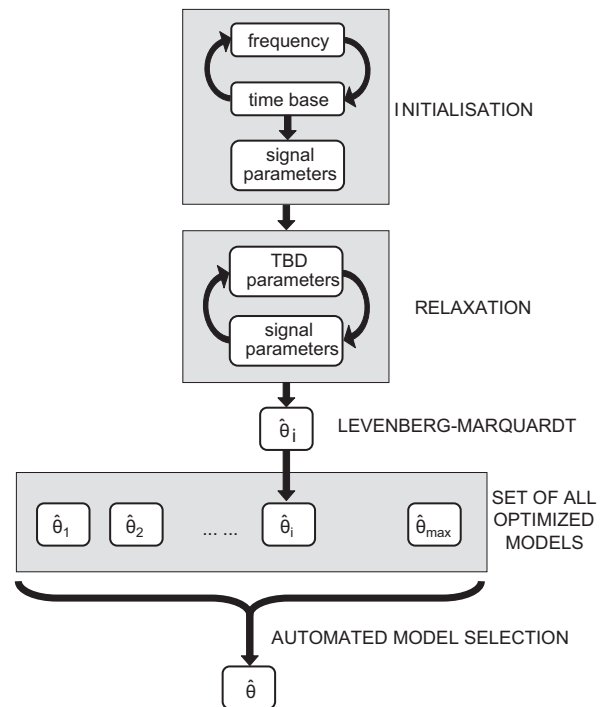 frequency
time base
INITIALISATION
signal
parameters
TBD
parameters
RELAXATION
signal
parameters
θ̂i
LEVENBERG-MARQUARDT
θ̂1
θ̂2
... ...
θ̂i
θ̂max
SET OF ALL
OPTIMIZED
MODELS
AUTOMATED MODEL SELECTION
θ̂